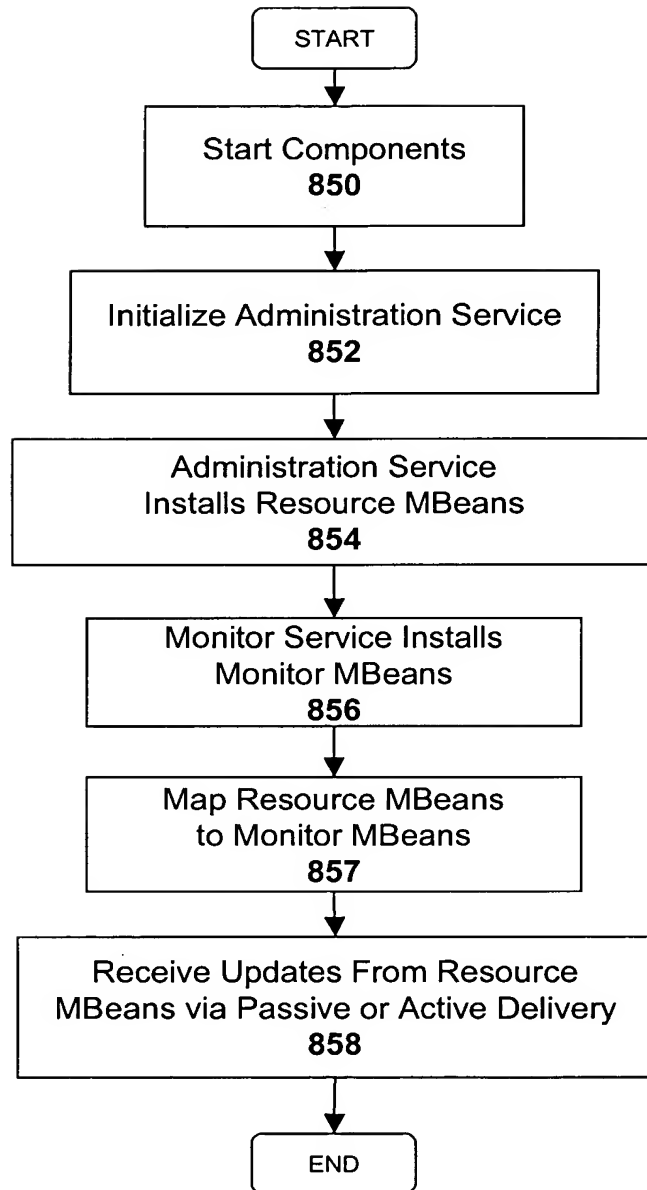 START
Start Components
850
Initialize Administration Service
852
Administration Service
Installs Resource MBeans
854
Monitor Service Installs
Monitor MBeans
856
Map Resource MBeans
to Monitor MBeans
857
Receive Updates From Resource
MBeans via Passive or Active Delivery
858
END